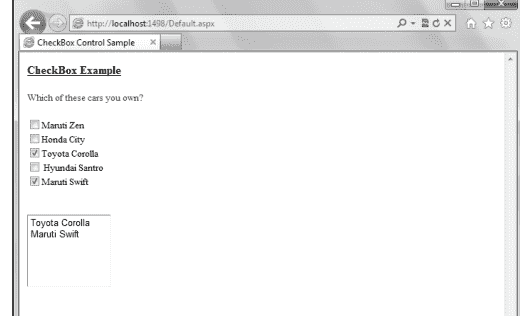 http://localhost:1498/Default.aspx
CheckBox Control Sample
CheckBox Example
Which of these cars you own?
Maruti Zen
Honda City
Toyota Corolla
Hyundai Santro
Maruti Swift
Toyota Corolla
Maruti Swift